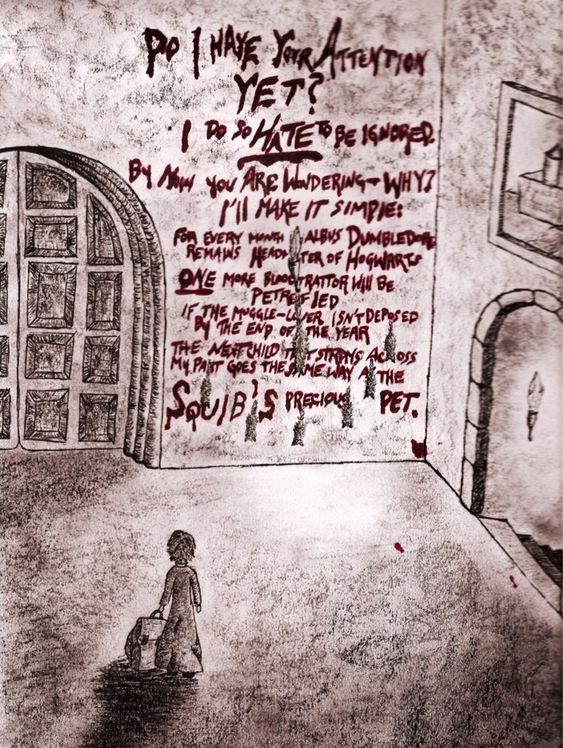 DO I HAVE YOUR ATTENTION
YET?
I DO SO HATE TO BE IGNORED.
BY NOW YOU ARE WONDERING - WHY?
I'LL MAKE IT SIMPLE:
FOR EVERY MONTH ALBUS DUMBLEDORE
REMAINS HEADMASTER OF HOGWARTS
ONE MORE BLOODTRAITOR WILL BE
PETREFIED
IF THE MUGGLE-LOVER ISN'T DEPOSED
BY THE END OF THE YEAR
THE NEXT CHILD THAT STRAYS ACROSS
MY PATH GOES THE SAME WAY AS THE
SQUIB'S PRECIOUS PET.